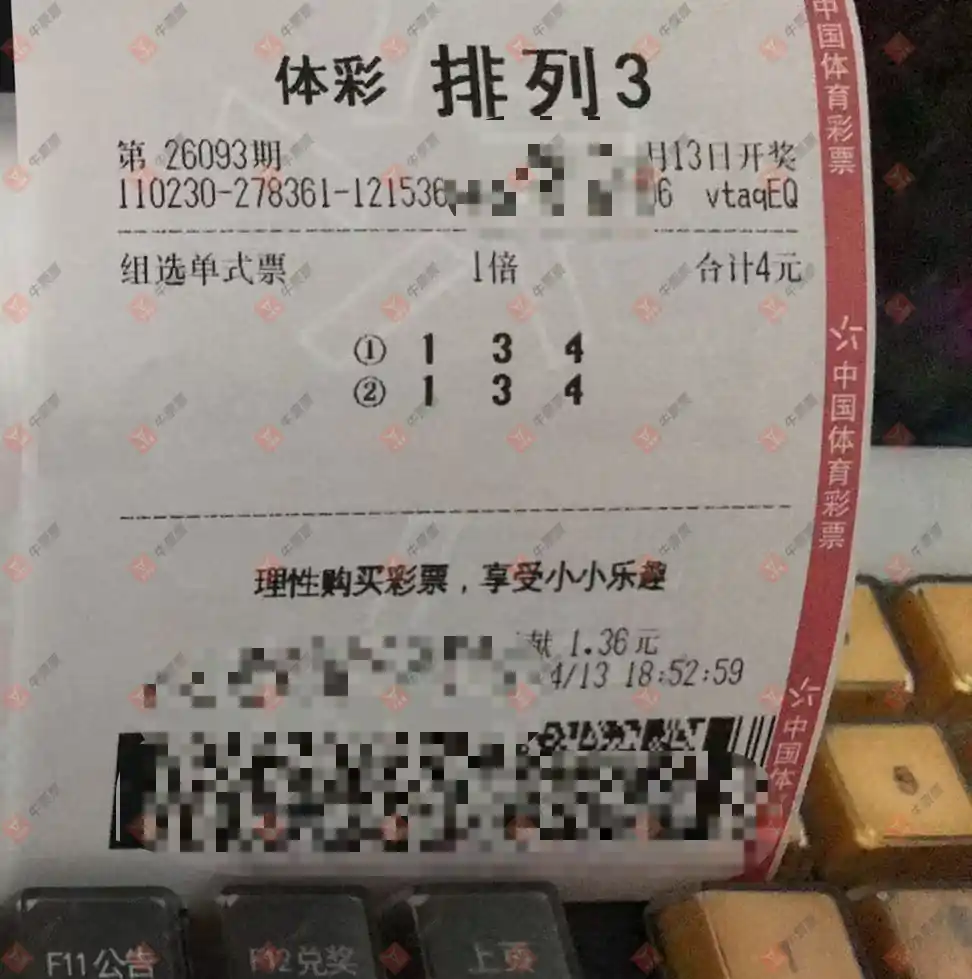 体彩 排列3
第 26093期 月13日开奖
110230-278361-121536 6 vtaqEQ
组选单式票 1倍 合计4元
① 1 3 4
② 1 3 4
理性购买彩票，享受小小乐趣
献 1.36元
4/13 18:52:59
中国体育彩票
中国体育彩票
中国体
F11公告 F12兑奖 上页